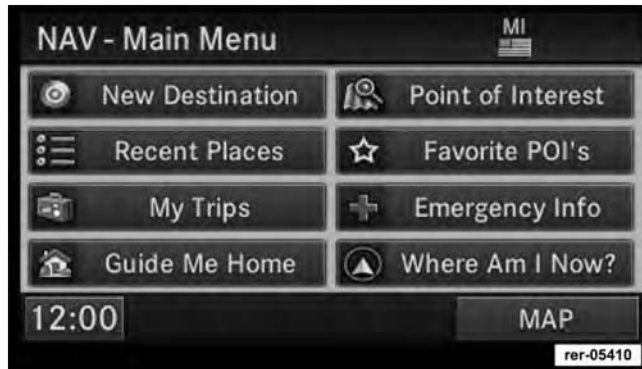 NAV - Main Menu
MI
New Destination
Point of Interest
Recent Places
Favorite POI's
My Trips
Emergency Info
Guide Me Home
Where Am I Now?
12:00
MAP
rer-05410